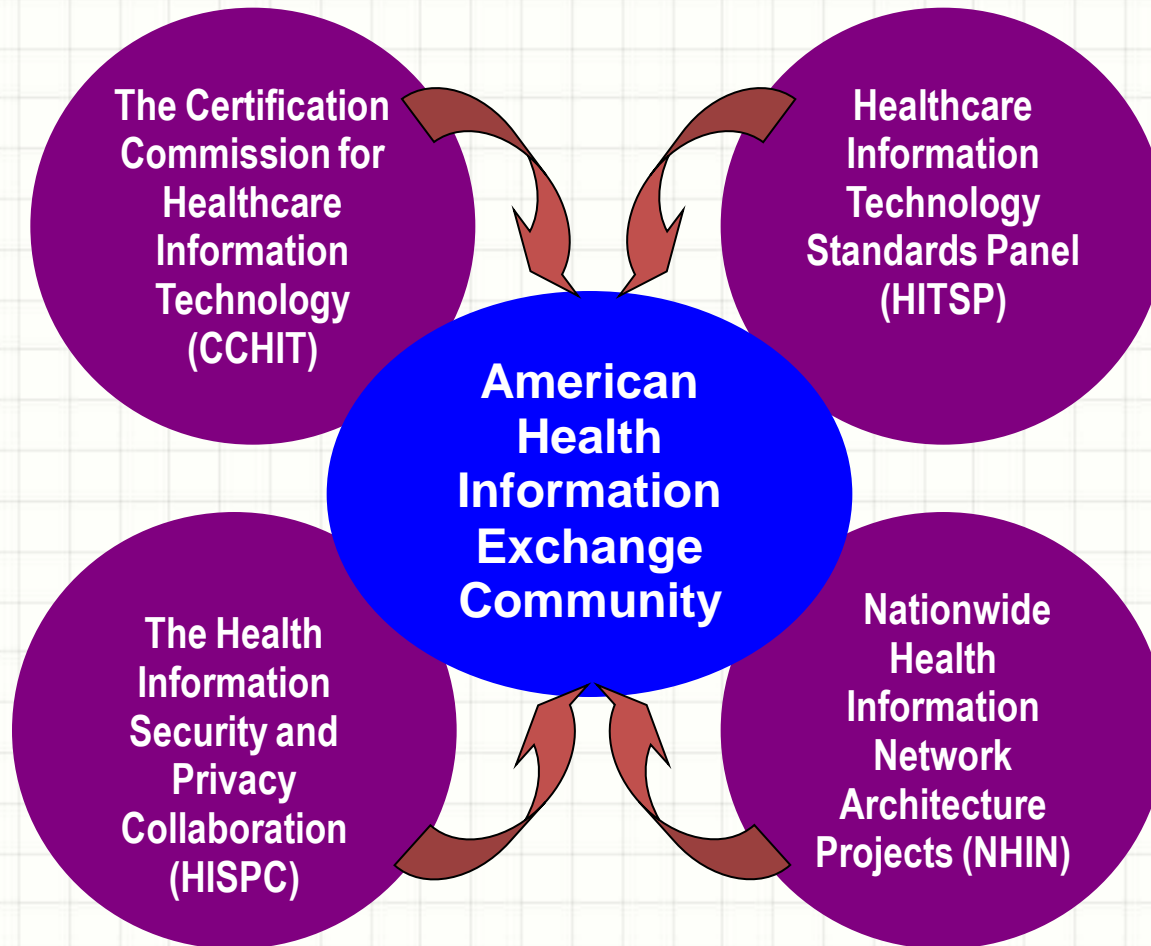 The Certification
Commission for
Healthcare
Information
Technology
(CCHIT)
Healthcare
Information
Technology
Standards Panel
(HITSP)
American
Health
Information
Exchange
Community
The Health
Information
Security and
Privacy
Collaboration
(HISPC)
Nationwide
Health
Information
Network
Architecture
Projects (NHIN)